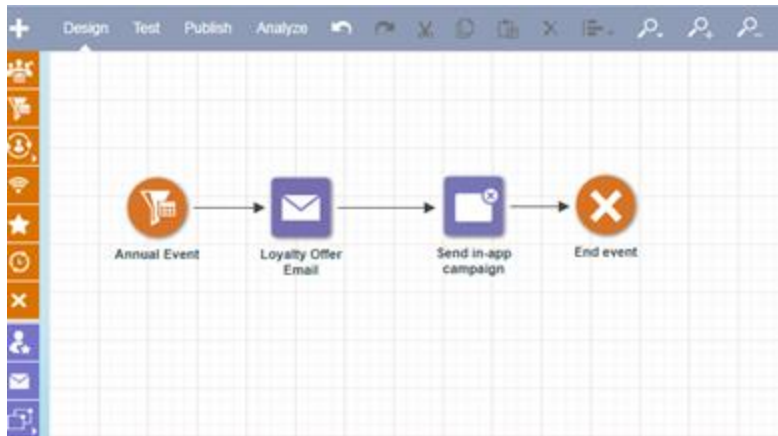 Design Test Publish Analyze
Annual Event
Loyalty Offer
Email
Send in-app
campaign
End event